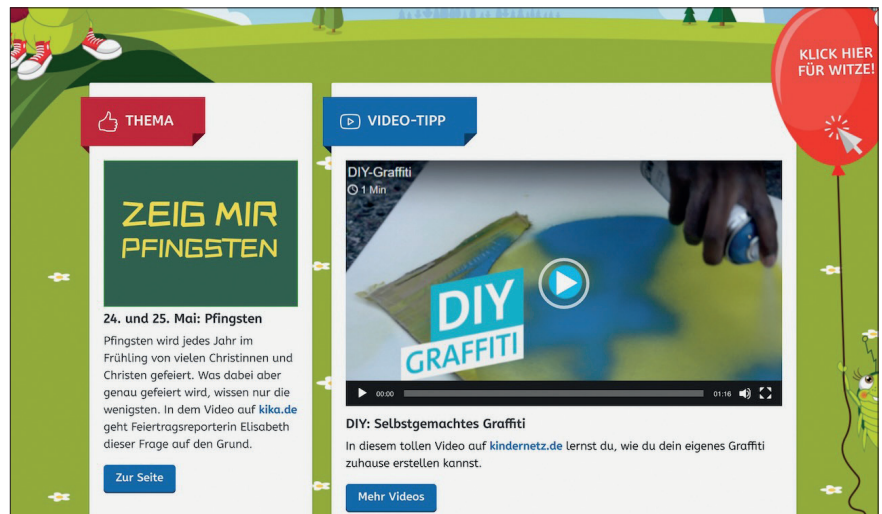 KLICK HIER
FÜR WITZE!
THEMA
ZEIG MIR
PFINGSTEN
24. und 25. Mai: Pfingsten
Pfingsten wird jedes Jahr im
Frühling von vielen Christinnen und
Christen gefeiert. Was dabei aber
genau gefeiert wird, wissen nur die
wenigsten. In dem Video auf kika.de
geht Feiertagsreporterin Elisabeth
dieser Frage auf den Grund.
Zur Seite
VIDEO-TIPP
DIY-Graffiti
1 Min
DIY
GRAFFITI
00:00
01:16
DIY: Selbstgemachtes Graffiti
In diesem tollen Video auf kindernetz.de lernst du, wie du dein eigenes Graffiti
zuhause erstellen kannst.
Mehr Videos